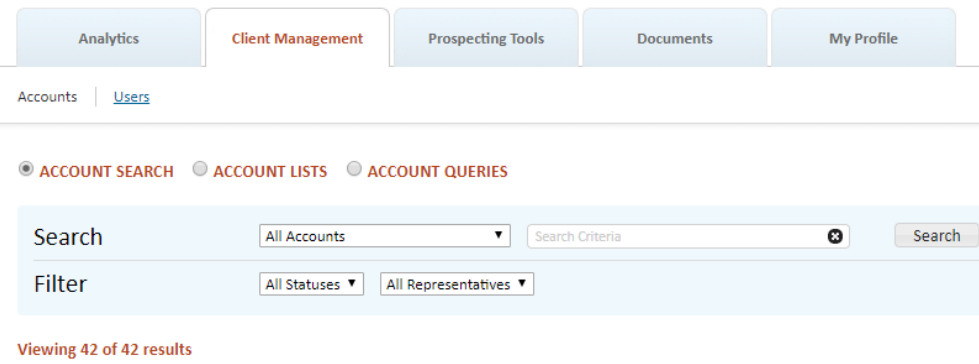 Analytics Client Management Prospecting Tools Documents My Profile
Accounts Users
ACCOUNT SEARCH ACCOUNT LISTS ACCOUNT QUERIES
Search All Accounts Search Criteria Search
Filter All Statuses All Representatives
Viewing 42 of 42 results